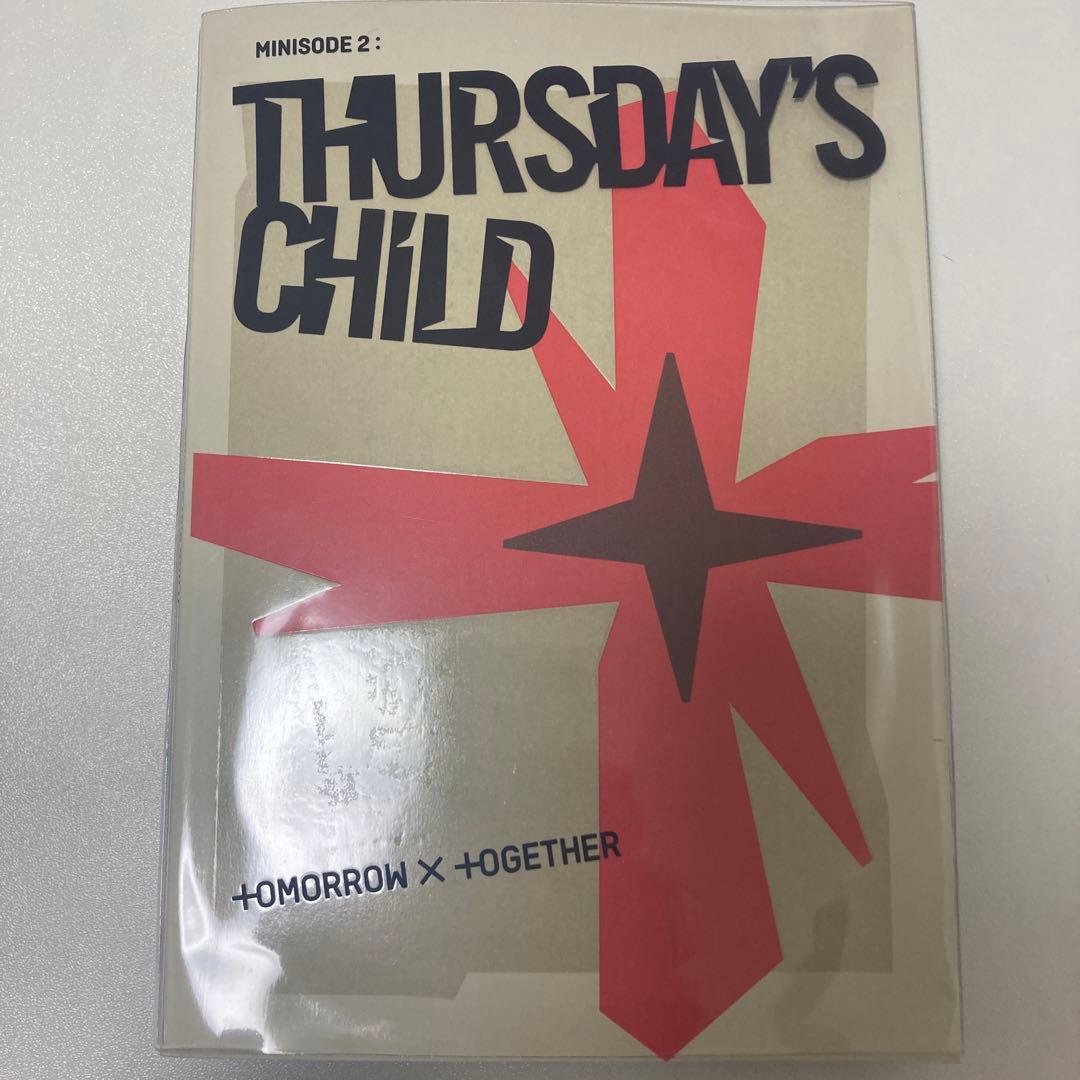 MINISODE 2:
THURSDAY'S
CHiLD
tOMORROW × tOGETHER